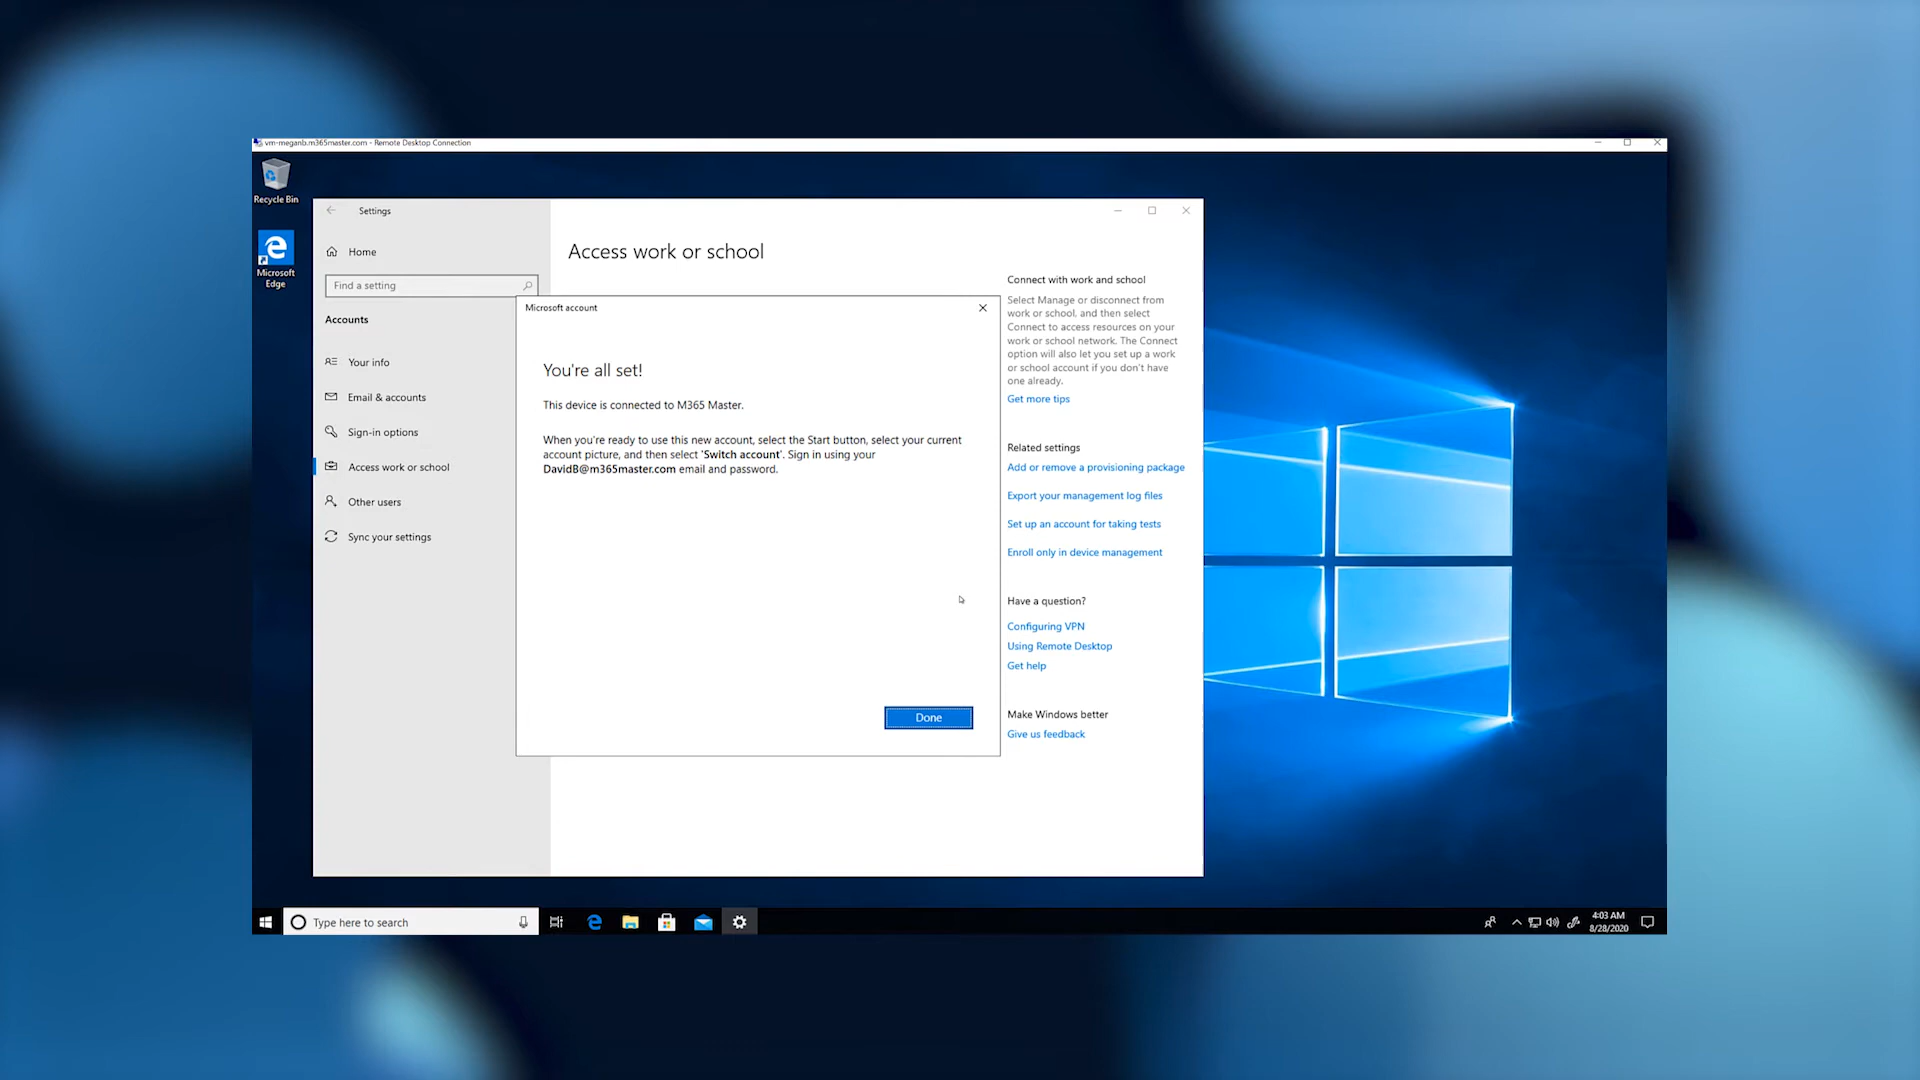 vm-meganb.m365master.com - Remote Desktop Connection
Recycle Bin
Microsoft
Edge
Settings
Home
Find a setting
Accounts
Your info
Email & accounts
Sign-in options
Access work or school
Other users
Sync your settings
Access work or school
Microsoft account
You're all set!
This device is connected to M365 Master.
When you're ready to use this new account, select the Start button, select your current
account picture, and then select 'Switch account'. Sign in using your
DavidB@m365master.com email and password.
Done
Connect with work and school
Select Manage or disconnect from
work or school, and then select
Connect to access resources on your
work or school network. The Connect
option will also let you set up a work
or school account if you don't have
one already.
Get more tips
Related settings
Add or remove a provisioning package
Export your management log files
Set up an account for taking tests
Enroll only in device management
Have a question?
Configuring VPN
Using Remote Desktop
Get help
Make Windows better
Give us feedback
Type here to search
4:03 AM
8/28/2020